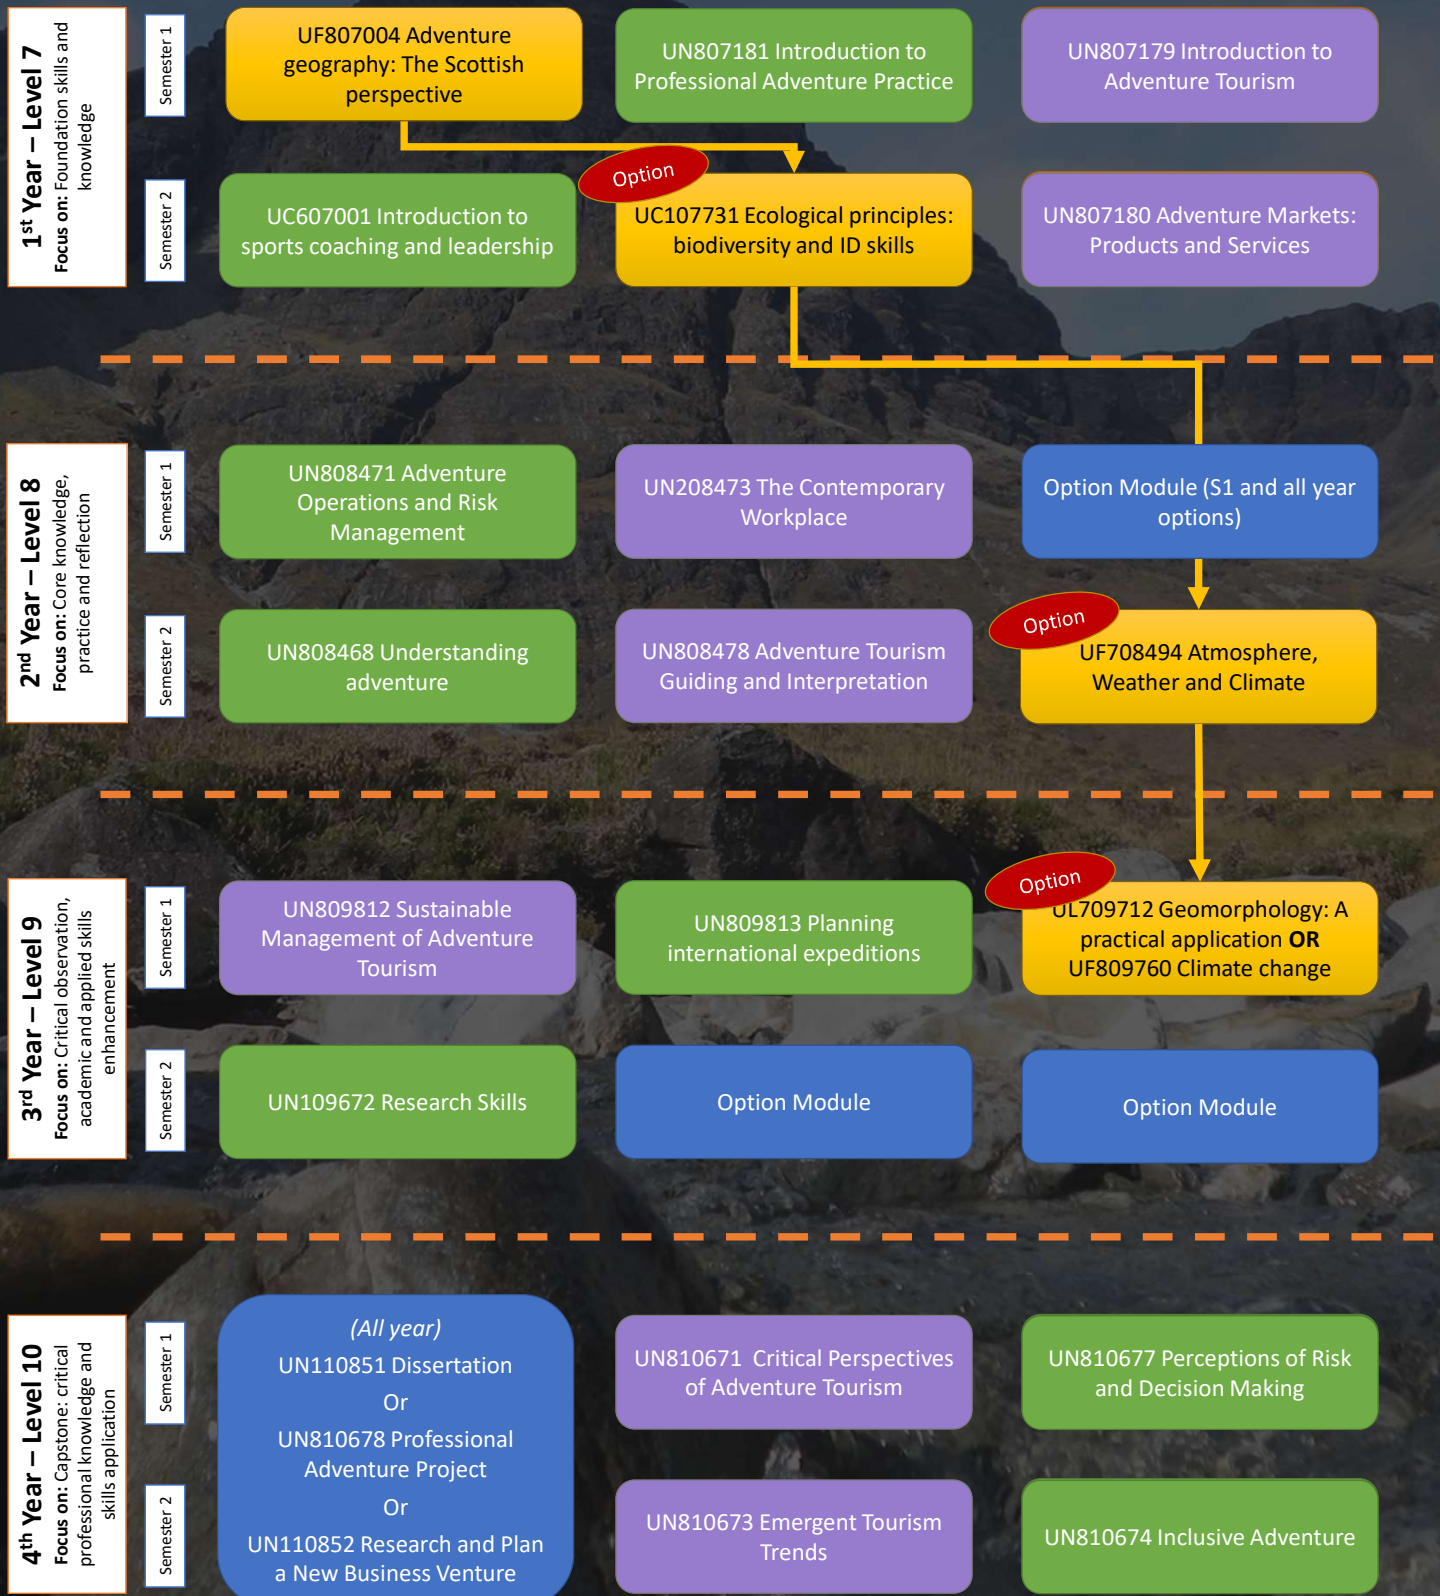 1st Year – Level 7
Focus on: Foundation skills and
knowledge
Semester 1
UF807004 Adventure
geography: The Scottish
perspective
UN807181 Introduction to
Professional Adventure Practice
UN807179 Introduction to
Adventure Tourism
Semester 2
UC607001 Introduction to
sports coaching and leadership
Option
UC107731 Ecological principles:
biodiversity and ID skills
UN807180 Adventure Markets:
Products and Services
2nd Year – Level 8
Focus on: Core knowledge,
practice and reflection
Semester 1
UN808471 Adventure
Operations and Risk
Management
UN208473 The Contemporary
Workplace
Option Module (S1 and all year
options)
Semester 2
UN808468 Understanding
adventure
UN808478 Adventure Tourism
Guiding and Interpretation
Option
UF708494 Atmosphere,
Weather and Climate
3rd Year – Level 9
Focus on: Critical observation,
academic and applied skills
enhancement
Semester 1
UN809812 Sustainable
Management of Adventure
Tourism
UN809813 Planning
international expeditions
Option
UL709712 Geomorphology: A
practical application OR
UF809760 Climate change
Semester 2
UN109672 Research Skills
Option Module
Option Module
4th Year – Level 10
Focus on: Capstone: critical
professional knowledge and
skills application
Semester 1
Semester 2
(All year)
UN110851 Dissertation
Or
UN810678 Professional
Adventure Project
Or
UN110852 Research and Plan
a New Business Venture
UN810671 Critical Perspectives
of Adventure Tourism
UN810677 Perceptions of Risk
and Decision Making
UN810673 Emergent Tourism
Trends
UN810674 Inclusive Adventure